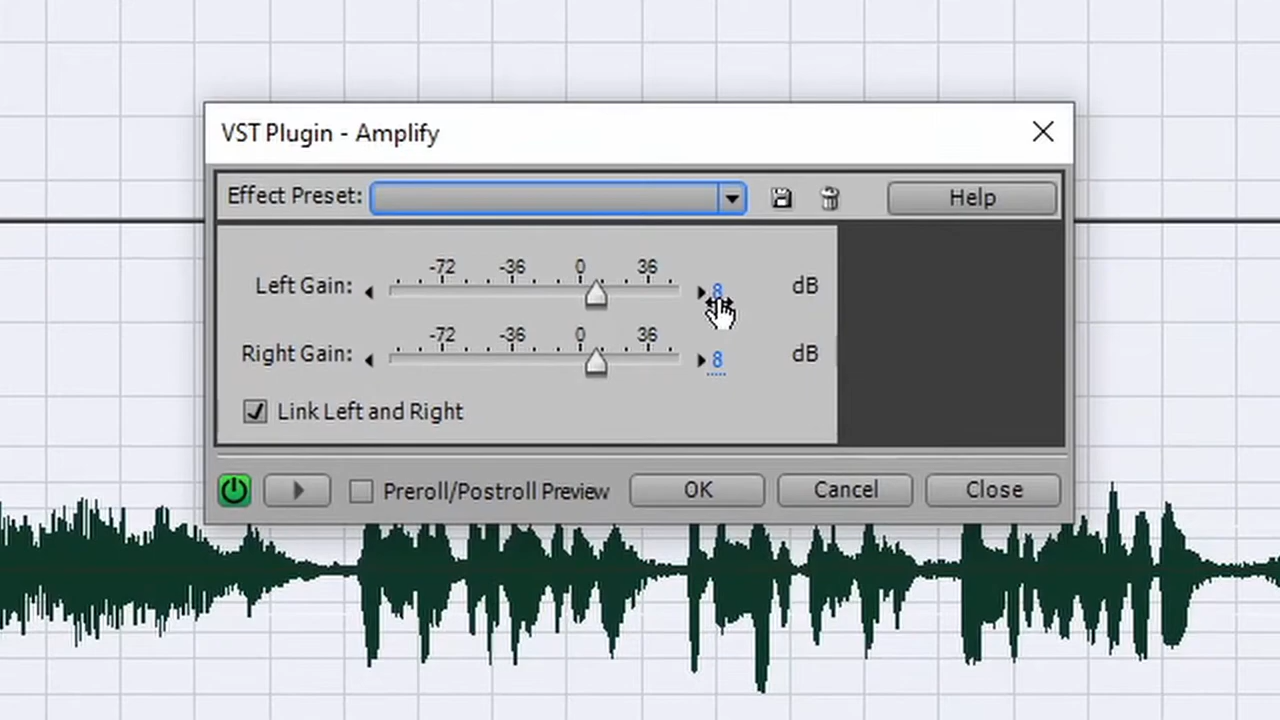 VST Plugin - Amplify
Effect Preset:
Help
-72 -36 0 36
Left Gain: 8 dB
-72 -36 0 36
Right Gain: 8 dB
Link Left and Right
Preroll/Postroll Preview OK Cancel Close